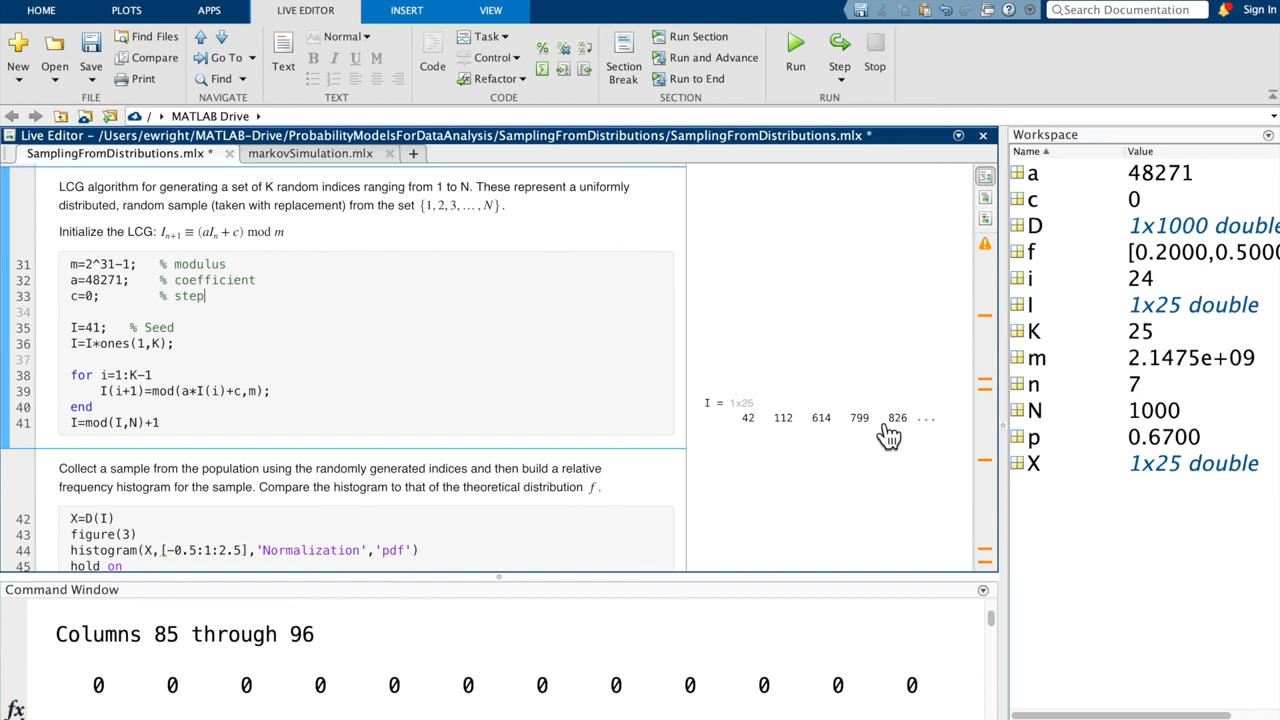 HOME PLOTS APPS LIVE EDITOR INSERT VIEW Search Documentation Sign In
New Open Save Find Files Compare Print
FILE
Go To Find
NAVIGATE
Text Normal B I U M
TEXT
Code Task Control Refactor
CODE
Section Break Run Section Run and Advance Run to End
SECTION
Run Step Stop
RUN
/ MATLAB Drive
Live Editor - /Users/ewright/MATLAB-Drive/ProbabilityModelsForDataAnalysis/SamplingFromDistributions/SamplingFromDistributions.mlx *
SamplingFromDistributions.mlx * markovSimulation.mlx
LCG algorithm for generating a set of K random indices ranging from 1 to N. These represent a uniformly
distributed, random sample (taken with replacement) from the set {1, 2, 3, … , N}.
Initialize the LCG: Iₙ₊₁ ≡ (aIₙ + c) mod m
31 m=2^31-1; % modulus
32 a=48271; % coefficient
33 c=0; % step
34
35 I=41; % Seed
36 I=I*ones(1,K);
37
38 for i=1:K-1
39 I(i+1)=mod(a*I(i)+c,m);
40 end
41 I=mod(I,N)+1
I = 1x25
42 112 614 799 826 ...
Collect a sample from the population using the randomly generated indices and then build a relative
frequency histogram for the sample. Compare the histogram to that of the theoretical distribution f .
42 X=D(I)
43 figure(3)
44 histogram(X,[-0.5:1:2.5],'Normalization','pdf')
45 hold on
Command Window
Columns 85 through 96
0 0 0 0 0 0 0 0 0 0 0 0
fx
Workspace
Name Value
a 48271
c 0
D 1x1000 double
f [0.2000,0.5000
i 24
I 1x25 double
K 25
m 2.1475e+09
n 7
N 1000
p 0.6700
X 1x25 double